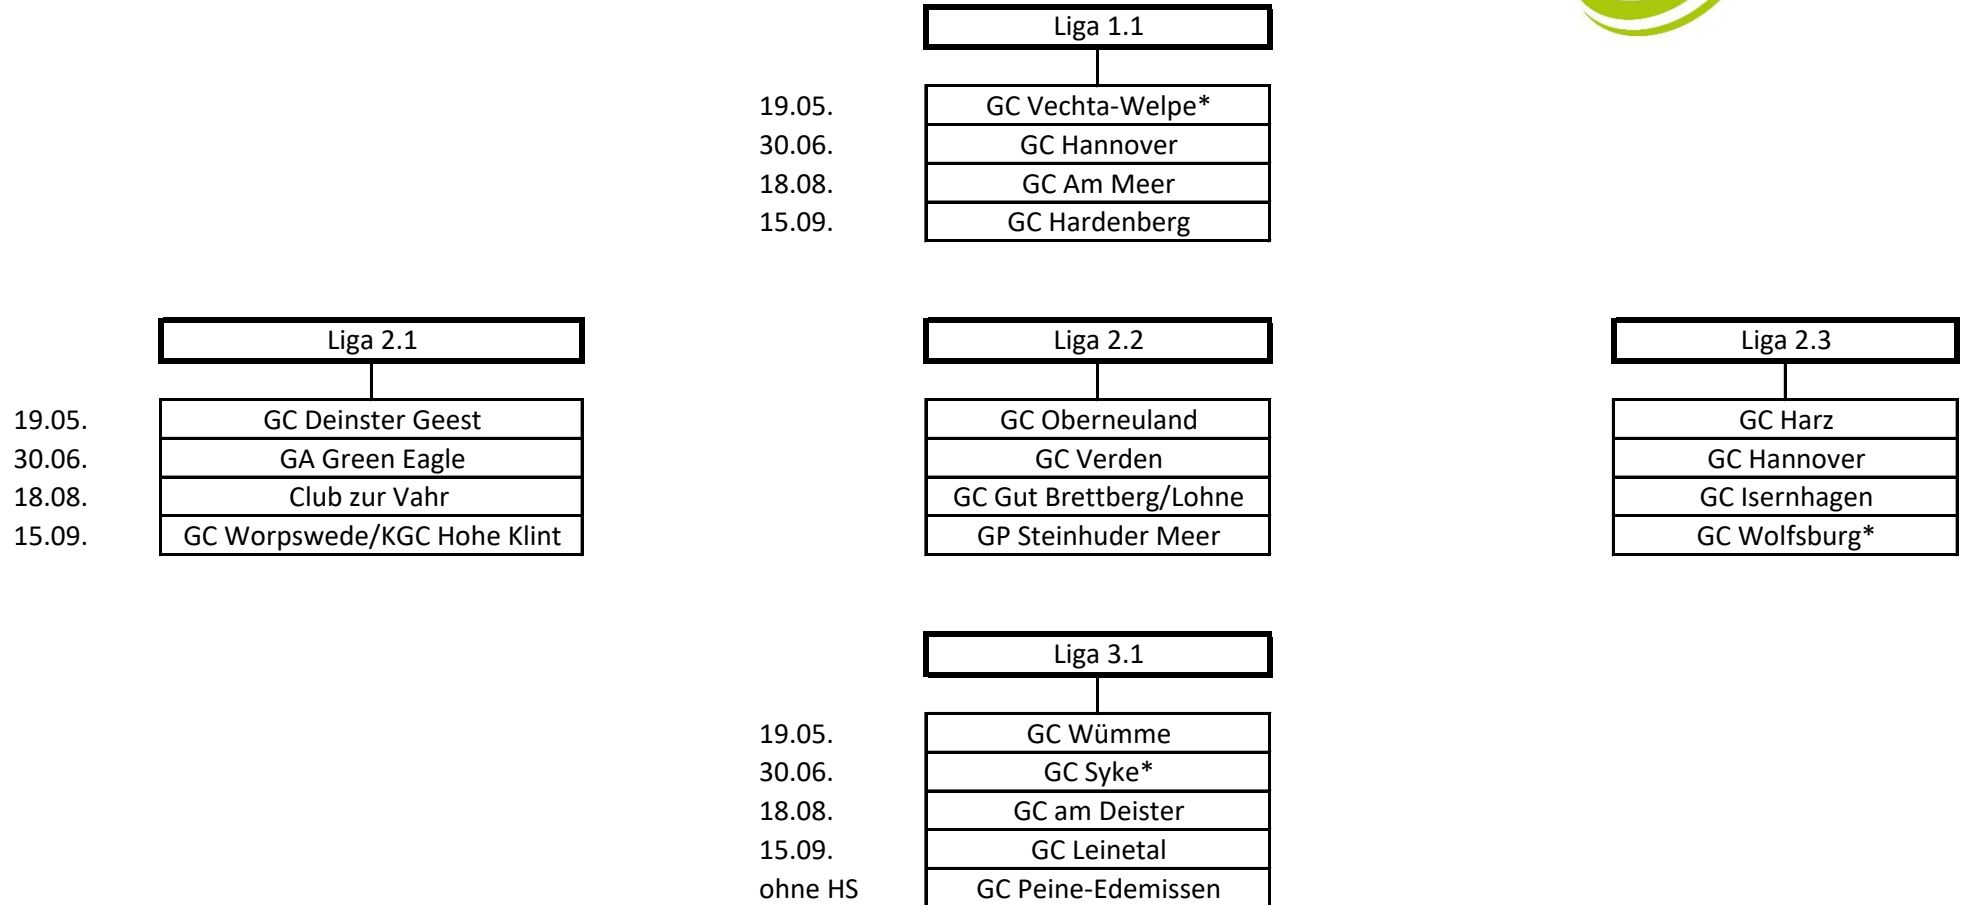 Liga 1.1
19.05. GC Vechta-Welpe*
30.06. GC Hannover
18.08. GC Am Meer
15.09. GC Hardenberg
Liga 2.1 Liga 2.2 Liga 2.3
19.05. GC Deinster Geest GC Oberneuland GC Harz
30.06. GA Green Eagle GC Verden GC Hannover
18.08. Club zur Vahr GC Gut Brettberg/Lohne GC Isernhagen
15.09. GC Worpswede/KGC Hohe Klint GP Steinhuder Meer GC Wolfsburg*
Liga 3.1
19.05. GC Wümme
30.06. GC Syke*
18.08. GC am Deister
15.09. GC Leinetal
ohne HS GC Peine-Edemissen